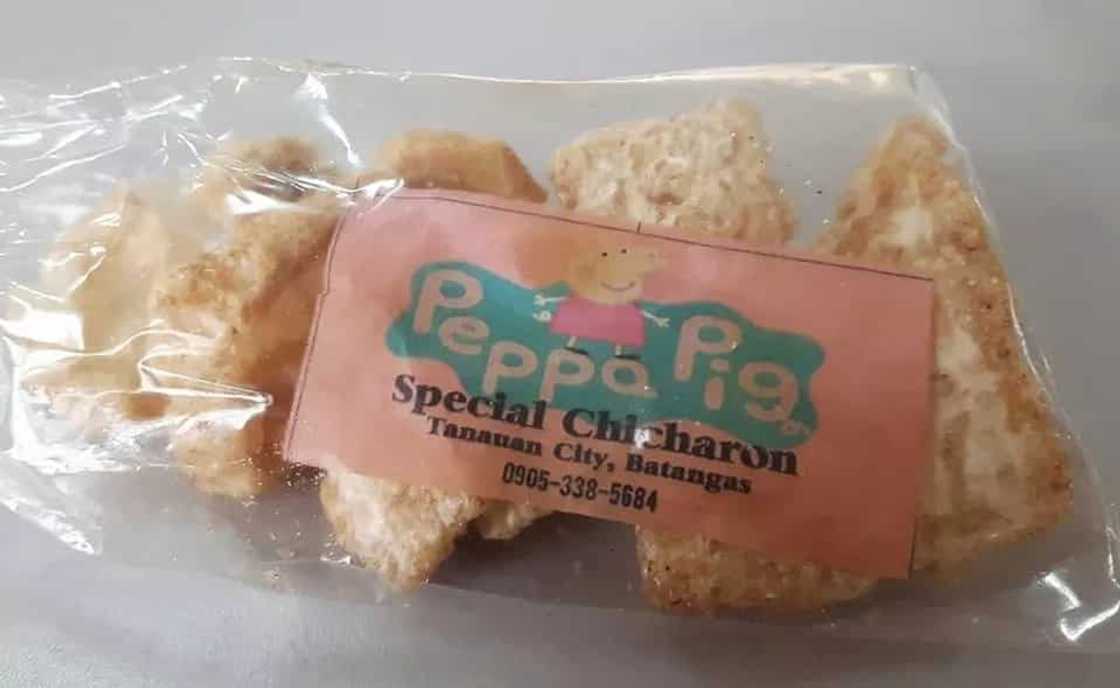 Peppa Pig
Special Chicharon
Tanauan City, Batangas
0905-338-5684